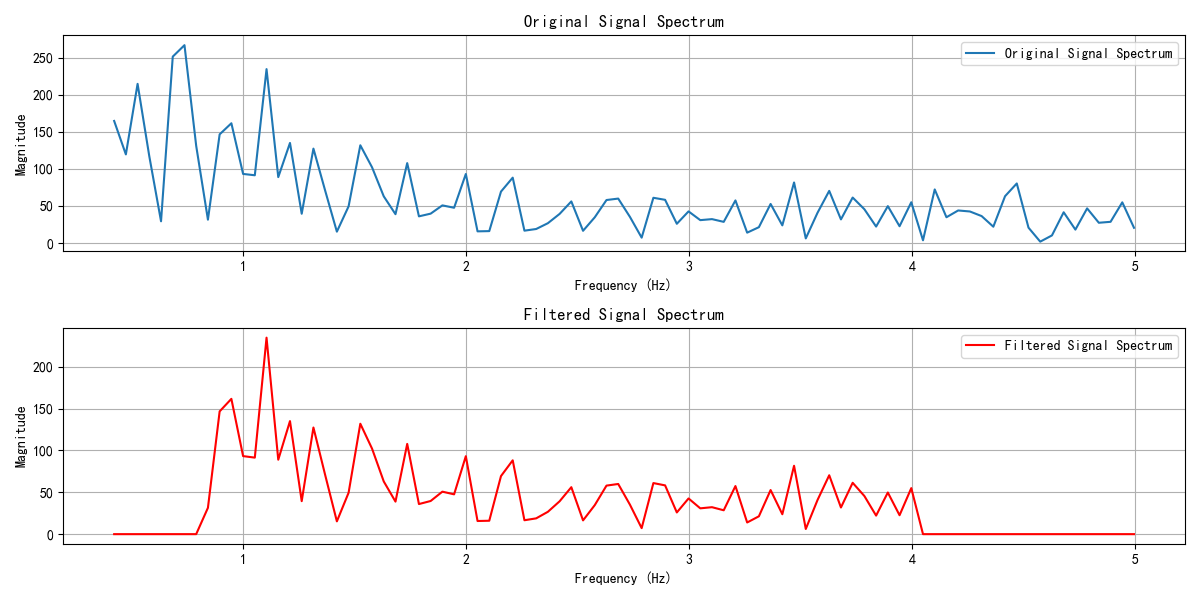 Original Signal Spectrum
Magnitude
250
200
150
100
50
0
Original Signal Spectrum
1
2
3
4
5
Frequency (Hz)
Filtered Signal Spectrum
Magnitude
200
150
100
50
0
Filtered Signal Spectrum
1
2
3
4
5
Frequency (Hz)